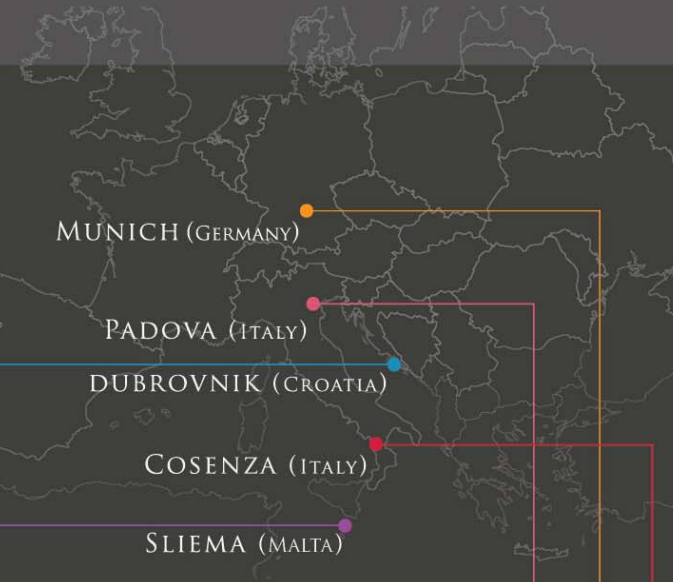 MUNICH (GERMANY)
PADOVA (ITALY)
DUBROVNIK (CROATIA)
COSENZA (ITALY)
SLIEMA (MALTA)